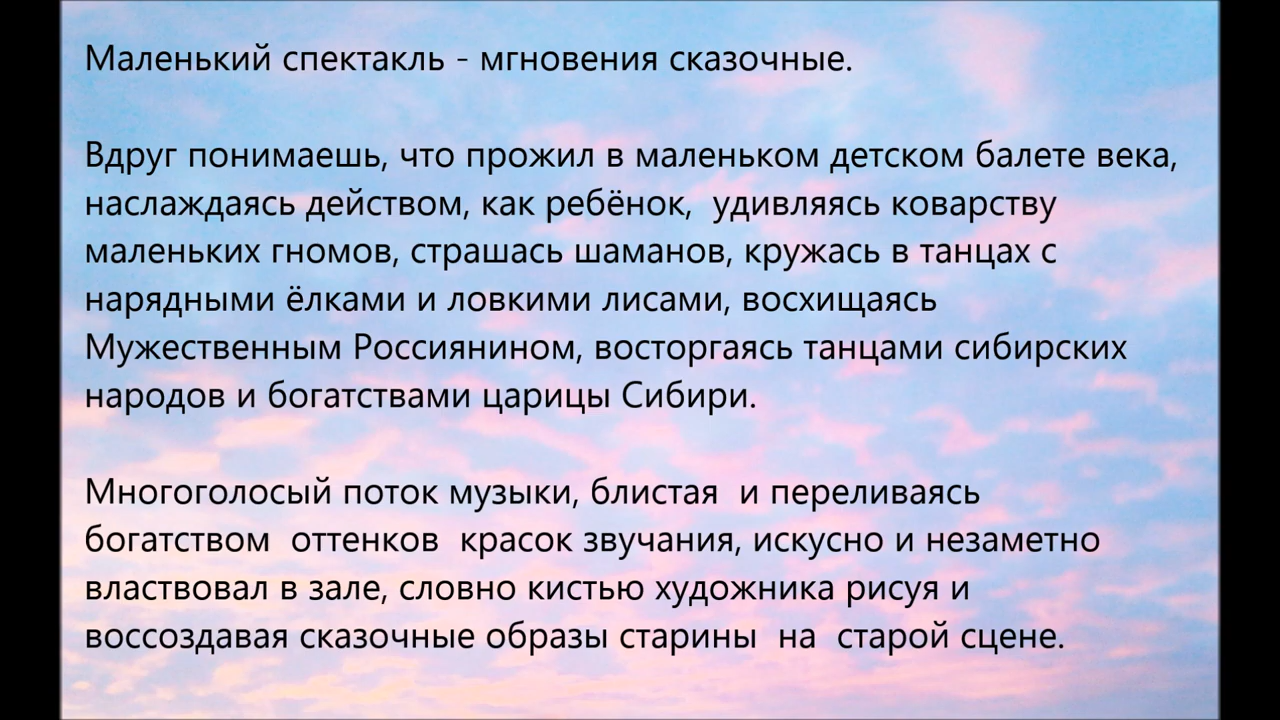 Маленький спектакль - мгновения сказочные.
Вдруг понимаешь, что прожил в маленьком детском балете века,
наслаждаясь действом, как ребёнок,  удивляясь коварству
маленьких гномов, страшась шаманов, кружась в танцах с
нарядными ёлками и ловкими лисами, восхищаясь
Мужественным Россиянином, восторгаясь танцами сибирских
народов и богатствами царицы Сибири.
Многоголосый поток музыки, блистая  и переливаясь
богатством  оттенков  красок звучания, искусно и незаметно
властвовал в зале, словно кистью художника рисуя и
воссоздавая сказочные образы старины  на  старой сцене.